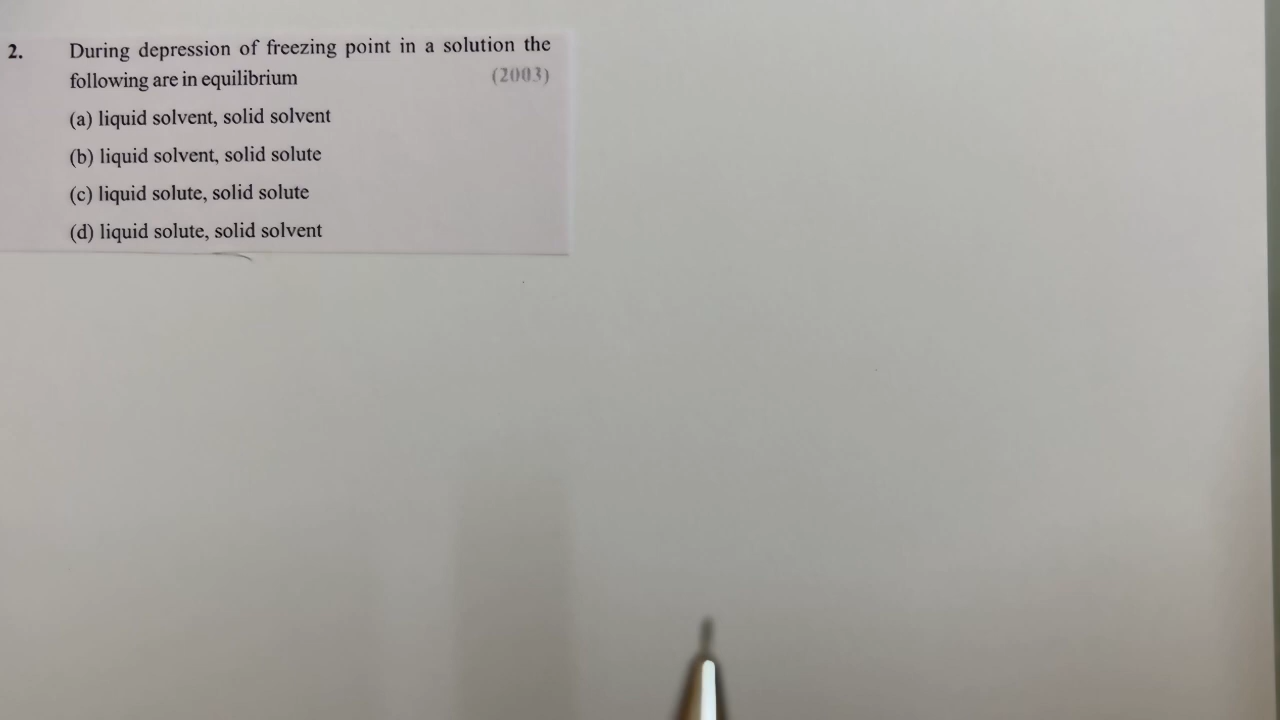 2. During depression of freezing point in a solution the
following are in equilibrium (2003)
(a) liquid solvent, solid solvent
(b) liquid solvent, solid solute
(c) liquid solute, solid solute
(d) liquid solute, solid solvent